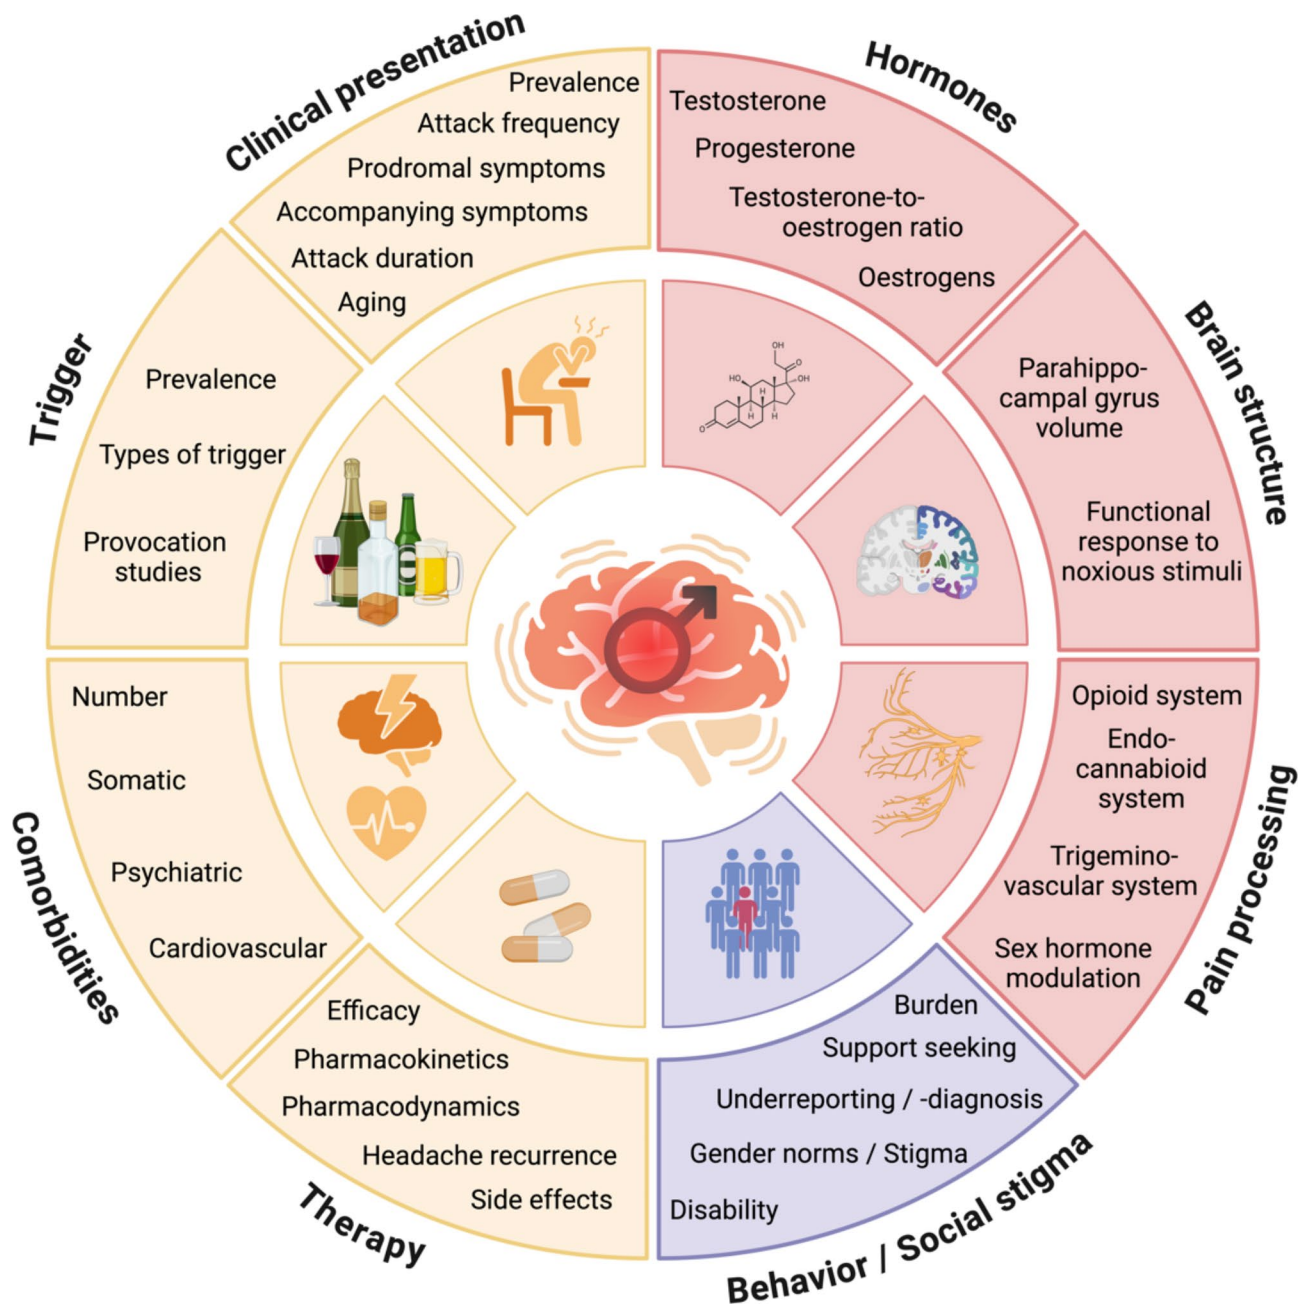 Clinical presentation
Prevalence
Attack frequency
Prodromal symptoms
Accompanying symptoms
Attack duration
Aging
Hormones
Testosterone
Progesterone
Testosterone-to-
oestrogen ratio
Oestrogens
Brain structure
Parahippo-
campal gyrus
volume
Functional
response to
noxious stimuli
Pain processing
Opioid system
Endo-
cannabioid
system
Trigemino-
vascular system
Sex hormone
modulation
Behavior / Social stigma
Burden
Support seeking
Underreporting / -diagnosis
Gender norms / Stigma
Disability
Therapy
Efficacy
Pharmacokinetics
Pharmacodynamics
Headache recurrence
Side effects
Comorbidities
Number
Somatic
Psychiatric
Cardiovascular
Trigger
Prevalence
Types of trigger
Provocation
studies
OH
O
HO
OH
H
H
H
O